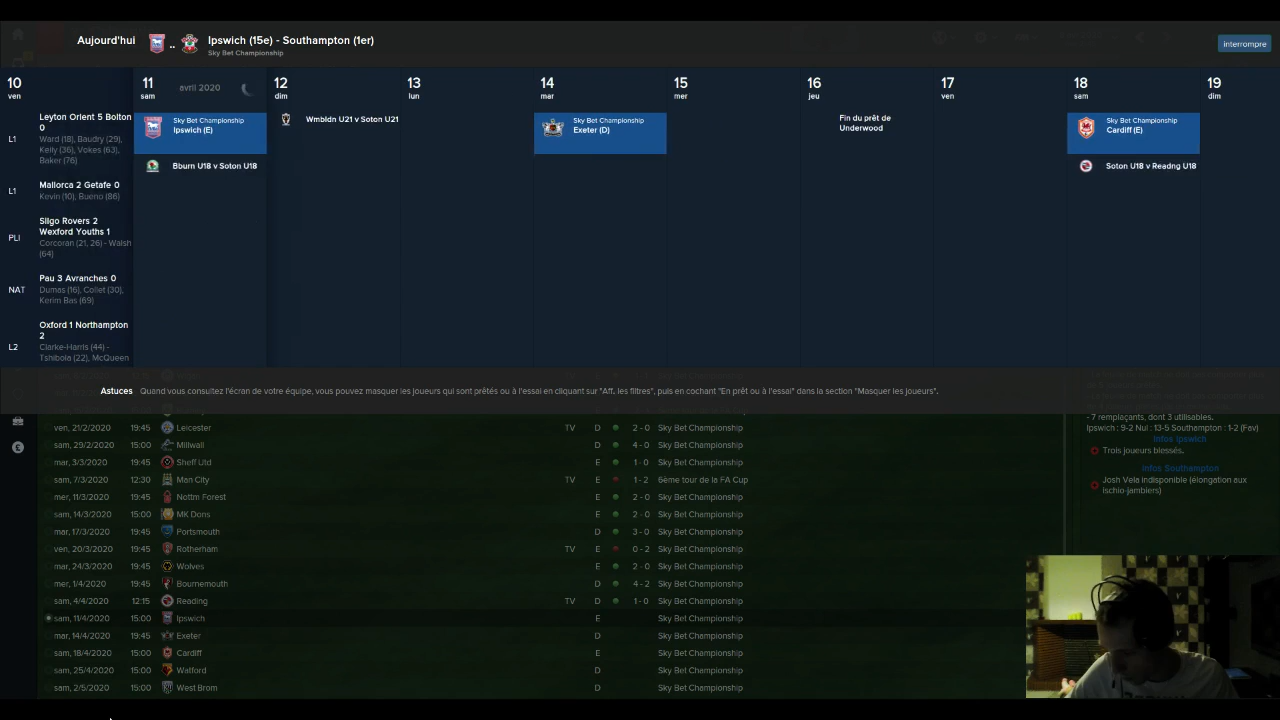 Aujourd'hui
..
Ipswich (15e) - Southampton (1er)
Sky Bet Championship
interrompre
10
ven
11
sam
avril 2020
12
dim
13
lun
14
mar
15
mer
16
jeu
17
ven
18
sam
19
dim
L1
Leyton Orient 5 Bolton
0
Ward (18), Baudry (29),
Kelly (36), Vokes (63),
Baker (76)
L1
Mallorca 2 Getafe 0
Kevin (10), Bueno (86)
PLI
Sligo Rovers 2
Wexford Youths 1
Corcoran (21, 26) - Walsh
(64)
NAT
Pau 3 Avranches 0
Dumas (16), Collet (30),
Kerim Bas (69)
L2
Oxford 1 Northampton
2
Clarke-Harris (44) -
Tshibola (22), McQueen
Sky Bet Championship
Ipswich (E)
Bburn U18 v Soton U18
Wmbldn U21 v Soton U21
Sky Bet Championship
Exeter (D)
Fin du prêt de
Underwood
Sky Bet Championship
Cardiff (E)
Soton U18 v Readng U18
Astuces Quand vous consultez l'écran de votre équipe, vous pouvez masquer les joueurs qui sont prêtés ou à l'essai en cliquant sur "Aff. les filtres", puis en cochant "En prêt ou à l'essai" dans la section "Masquer les joueurs".
ven, 21/2/2020 19:45 Leicester TV D 2 - 0 Sky Bet Championship
sam, 29/2/2020 15:00 Millwall D 4 - 0 Sky Bet Championship
mar, 3/3/2020 19:45 Sheff Utd E 1 - 0 Sky Bet Championship
sam, 7/3/2020 12:30 Man City TV E 1 - 2 6ème tour de la FA Cup
mer, 11/3/2020 19:45 Nottm Forest E 2 - 0 Sky Bet Championship
sam, 14/3/2020 15:00 MK Dons E 2 - 0 Sky Bet Championship
mar, 17/3/2020 19:45 Portsmouth D 3 - 0 Sky Bet Championship
ven, 20/3/2020 19:45 Rotherham TV E 0 - 2 Sky Bet Championship
mar, 24/3/2020 19:45 Wolves E 2 - 0 Sky Bet Championship
mer, 1/4/2020 19:45 Bournemouth D 4 - 2 Sky Bet Championship
sam, 4/4/2020 12:15 Reading TV D 1 - 0 Sky Bet Championship
sam, 11/4/2020 15:00 Ipswich E Sky Bet Championship
mar, 14/4/2020 19:45 Exeter D Sky Bet Championship
sam, 18/4/2020 15:00 Cardiff E Sky Bet Championship
sam, 25/4/2020 15:00 Watford D Sky Bet Championship
sam, 2/5/2020 15:00 West Brom D Sky Bet Championship
- 7 remplaçants, dont 3 utilisables.
Ipswich : 9-2 Nul : 13-5 Southampton : 1-2 (Fav)
Infos Ipswich
Trois joueurs blessés.
Infos Southampton
Josh Vela indisponible (élongation aux
ischio-jambiers)